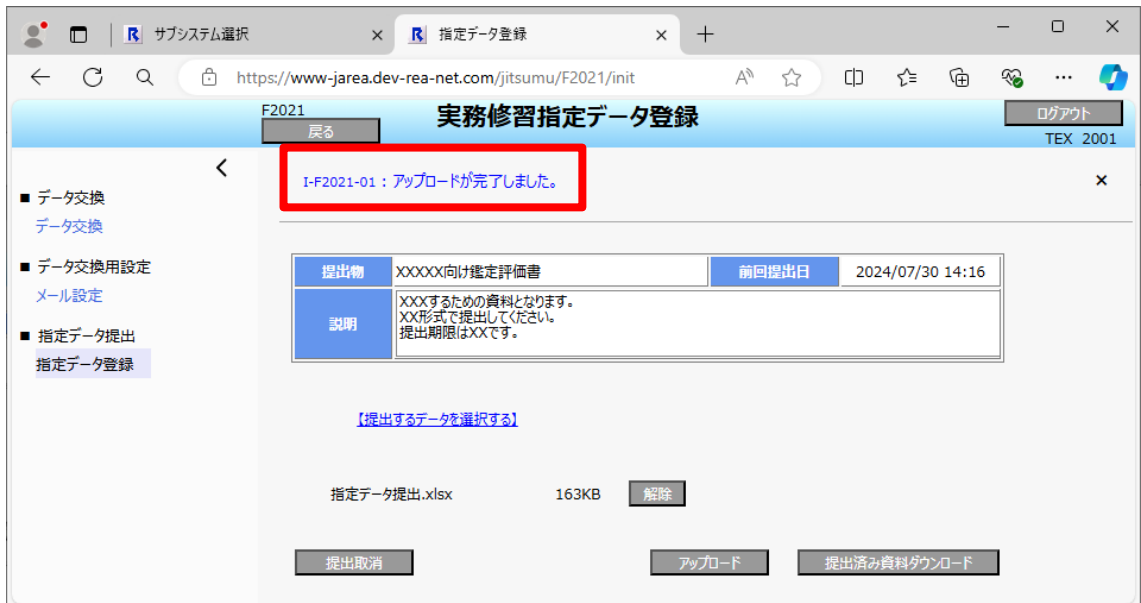 サブシステム選択
指定データ登録
https://www-jarea.dev-rea-net.com/jitsumu/F2021/init
F2021
戻る
実務修習指定データ登録
ログアウト
TEX 2001
I-F2021-01：アップロードが完了しました。
■ データ交換
データ交換
■ データ交換用設定
メール設定
■ 指定データ提出
指定データ登録
提出物 XXXXX向け鑑定評価書 前回提出日 2024/07/30 14:16
説明
XXXするための資料となります。
XX形式で提出してください。
提出期限はXXです。
【提出するデータを選択する】
指定データ提出.xlsx 163KB 解除
提出取消 アップロード 提出済み資料ダウンロード